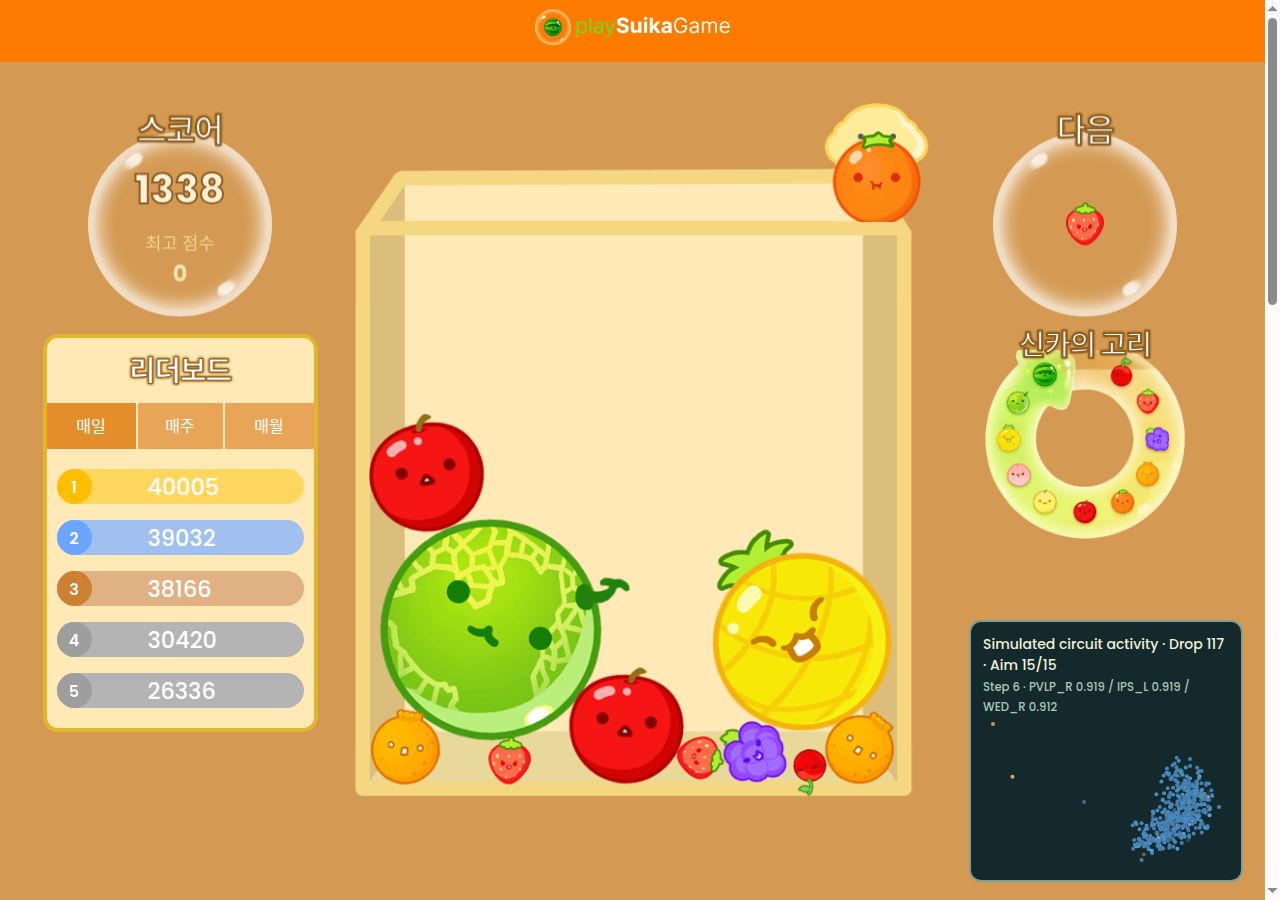 playSuikaGame
스코어
1338
최고 점수
0
리더보드
매일 매주 매월
1 40005
2 39032
3 38166
4 30420
5 26336
다음
신카의 고리
Simulated circuit activity · Drop 117
· Aim 15/15
Step 6 · PVLP_R 0.919 / IPS_L 0.919 /
WED_R 0.912